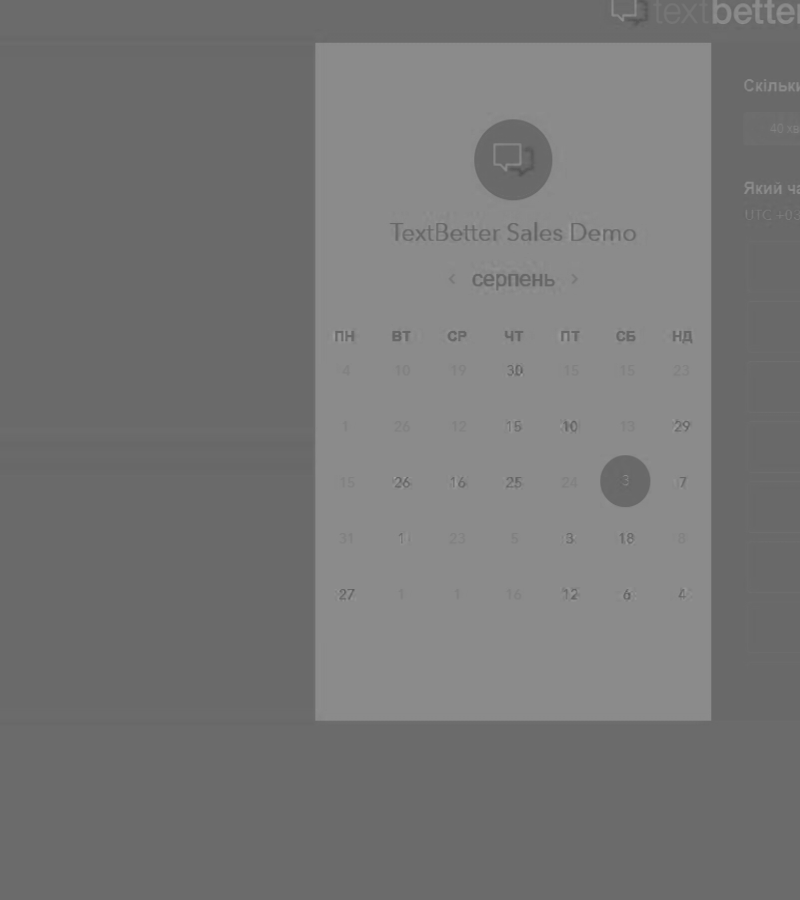 textbetter
TextBetter Sales Demo
‹ серпень ›
ПН ВТ СР ЧТ ПТ СБ НД
4 10 19 30 15 15 23
1 26 12 15 10 13 29
15 26 16 25 24 3 7
31 1 23 5 3 18 8
27 1 1 16 12 6 4
Скільки
40 хв
Який ча
UTC +03